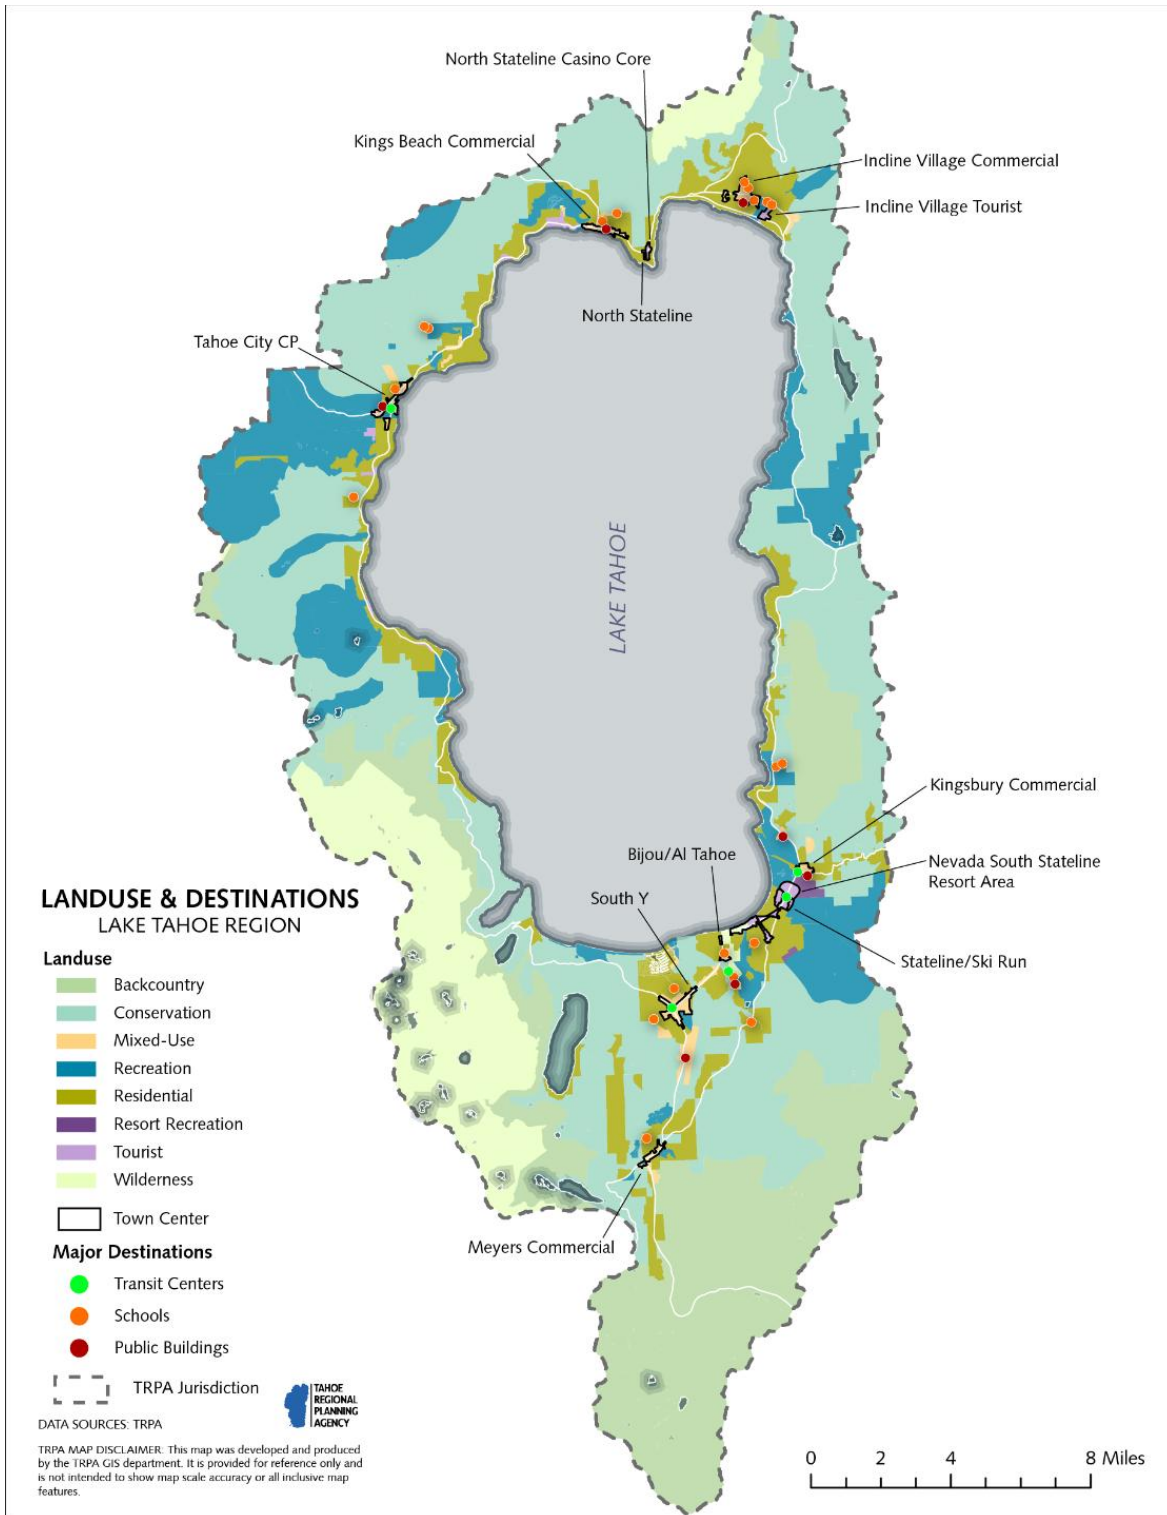 North Stateline Casino Core
Kings Beach Commercial
Incline Village Commercial
Incline Village Tourist
North Stateline
Tahoe City CP
LAKE TAHOE
Kingsbury Commercial
Bijou/Al Tahoe
Nevada South Stateline
Resort Area
South Y
Stateline/Ski Run
Meyers Commercial
LANDUSE & DESTINATIONS
LAKE TAHOE REGION
Landuse
Backcountry
Conservation
Mixed-Use
Recreation
Residential
Resort Recreation
Tourist
Wilderness
Town Center
Major Destinations
Transit Centers
Schools
Public Buildings
TRPA Jurisdiction
TAHOE
REGIONAL
PLANNING
AGENCY
DATA SOURCES: TRPA
TRPA MAP DISCLAIMER: This map was developed and produced
by the TRPA GIS department. It is provided for reference only and
is not intended to show map scale accuracy or all inclusive map
features.
0 2 4 8 Miles